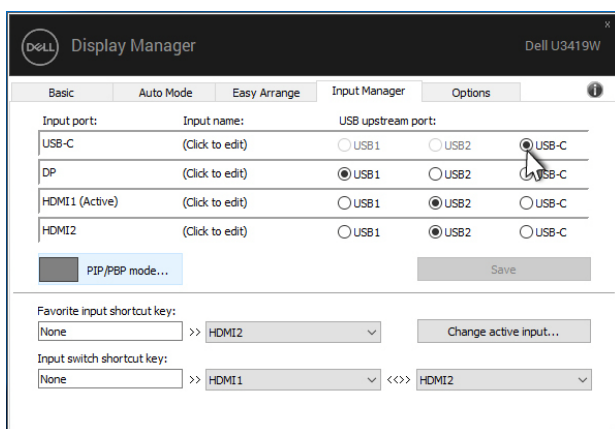 DELL Display Manager Dell U3419W
x
Basic Auto Mode Easy Arrange Input Manager Options i
Input port: Input name: USB upstream port:
USB-C (Click to edit) USB1 USB2 USB-C
DP (Click to edit) USB1 USB2 USB-C
HDMI1 (Active) (Click to edit) USB1 USB2 USB-C
HDMI2 (Click to edit) USB1 USB2 USB-C
PIP/PBP mode... Save
Favorite input shortcut key:
None >> HDMI2 Change active input...
Input switch shortcut key:
None >> HDMI1 <<>> HDMI2